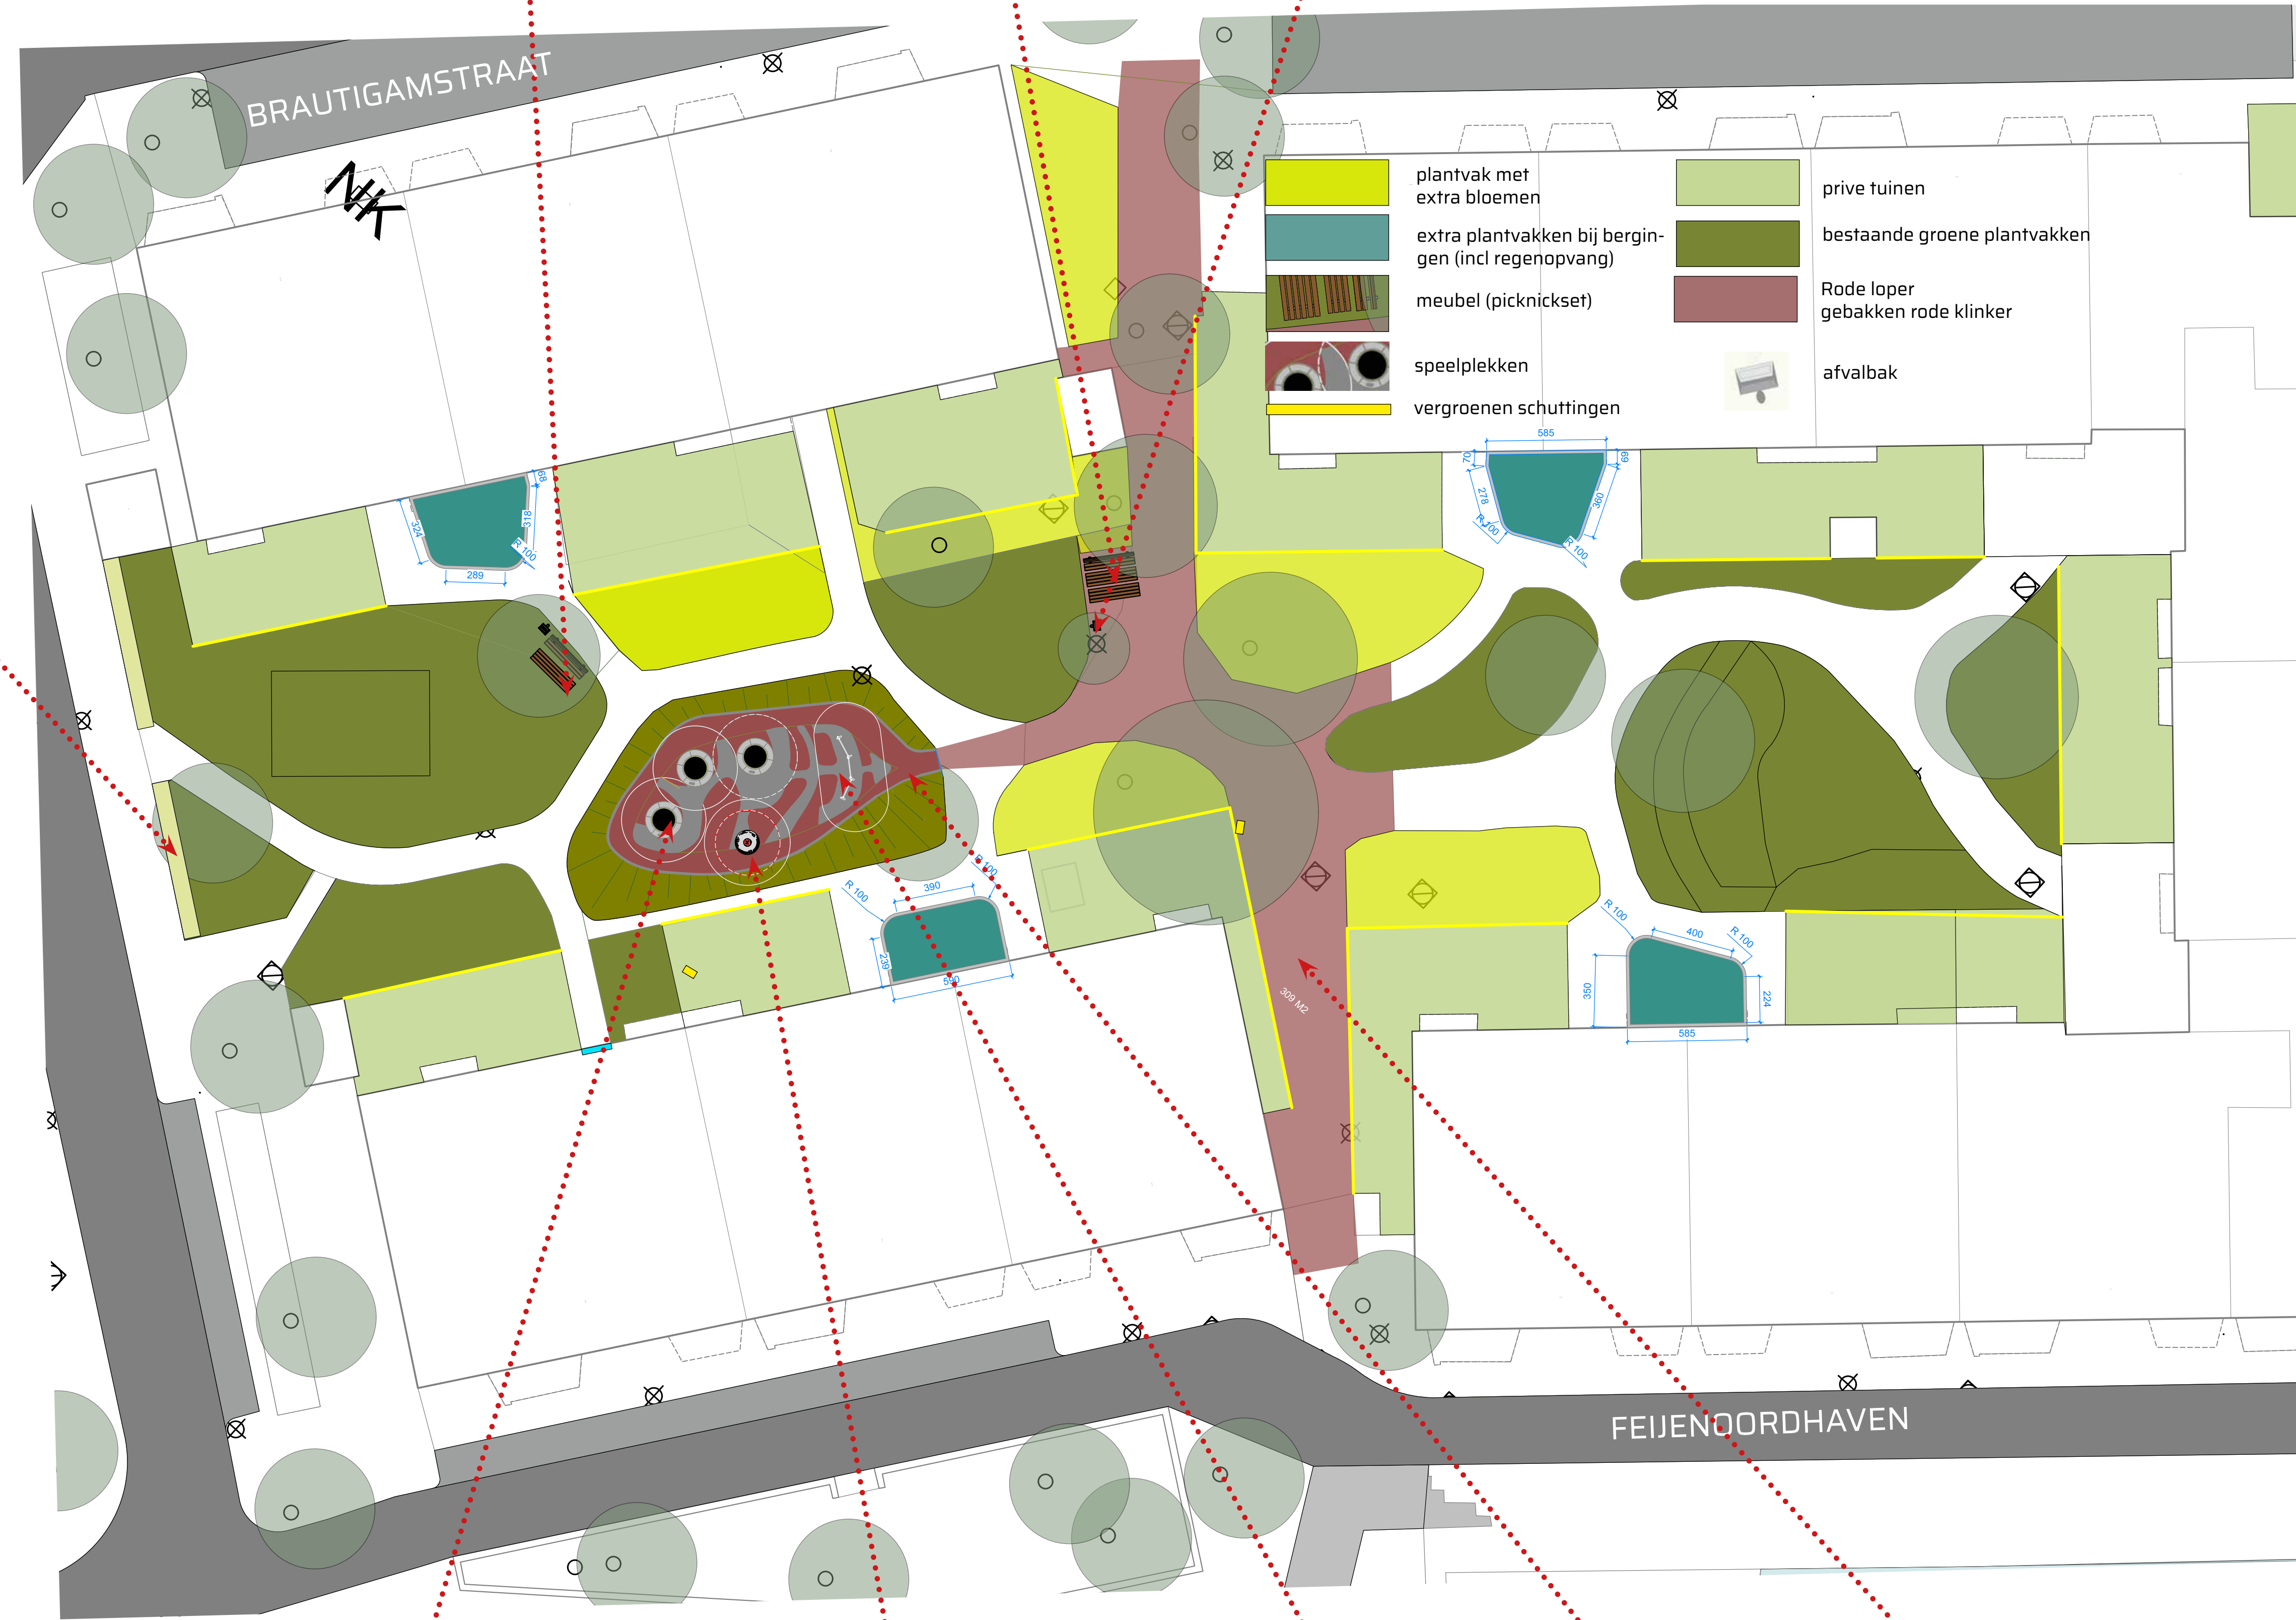 BRAUTIGAMSTRAAT
plantvak met
extra bloemen
extra plantvakken bij bergin-
gen (incl regenopvang)
meubel (picknickset)
speelplekken
vergroenen schuttingen
prive tuinen
bestaande groene plantvakken
Rode loper
gebakken rode klinker
afvalbak
68
324
318
R 100
289
585
70
69
278
360
R 100
R 100
R 100
390
R 100
239
309 M2
R 100
400
R 100
350
224
585
FEIJENOORDHAVEN